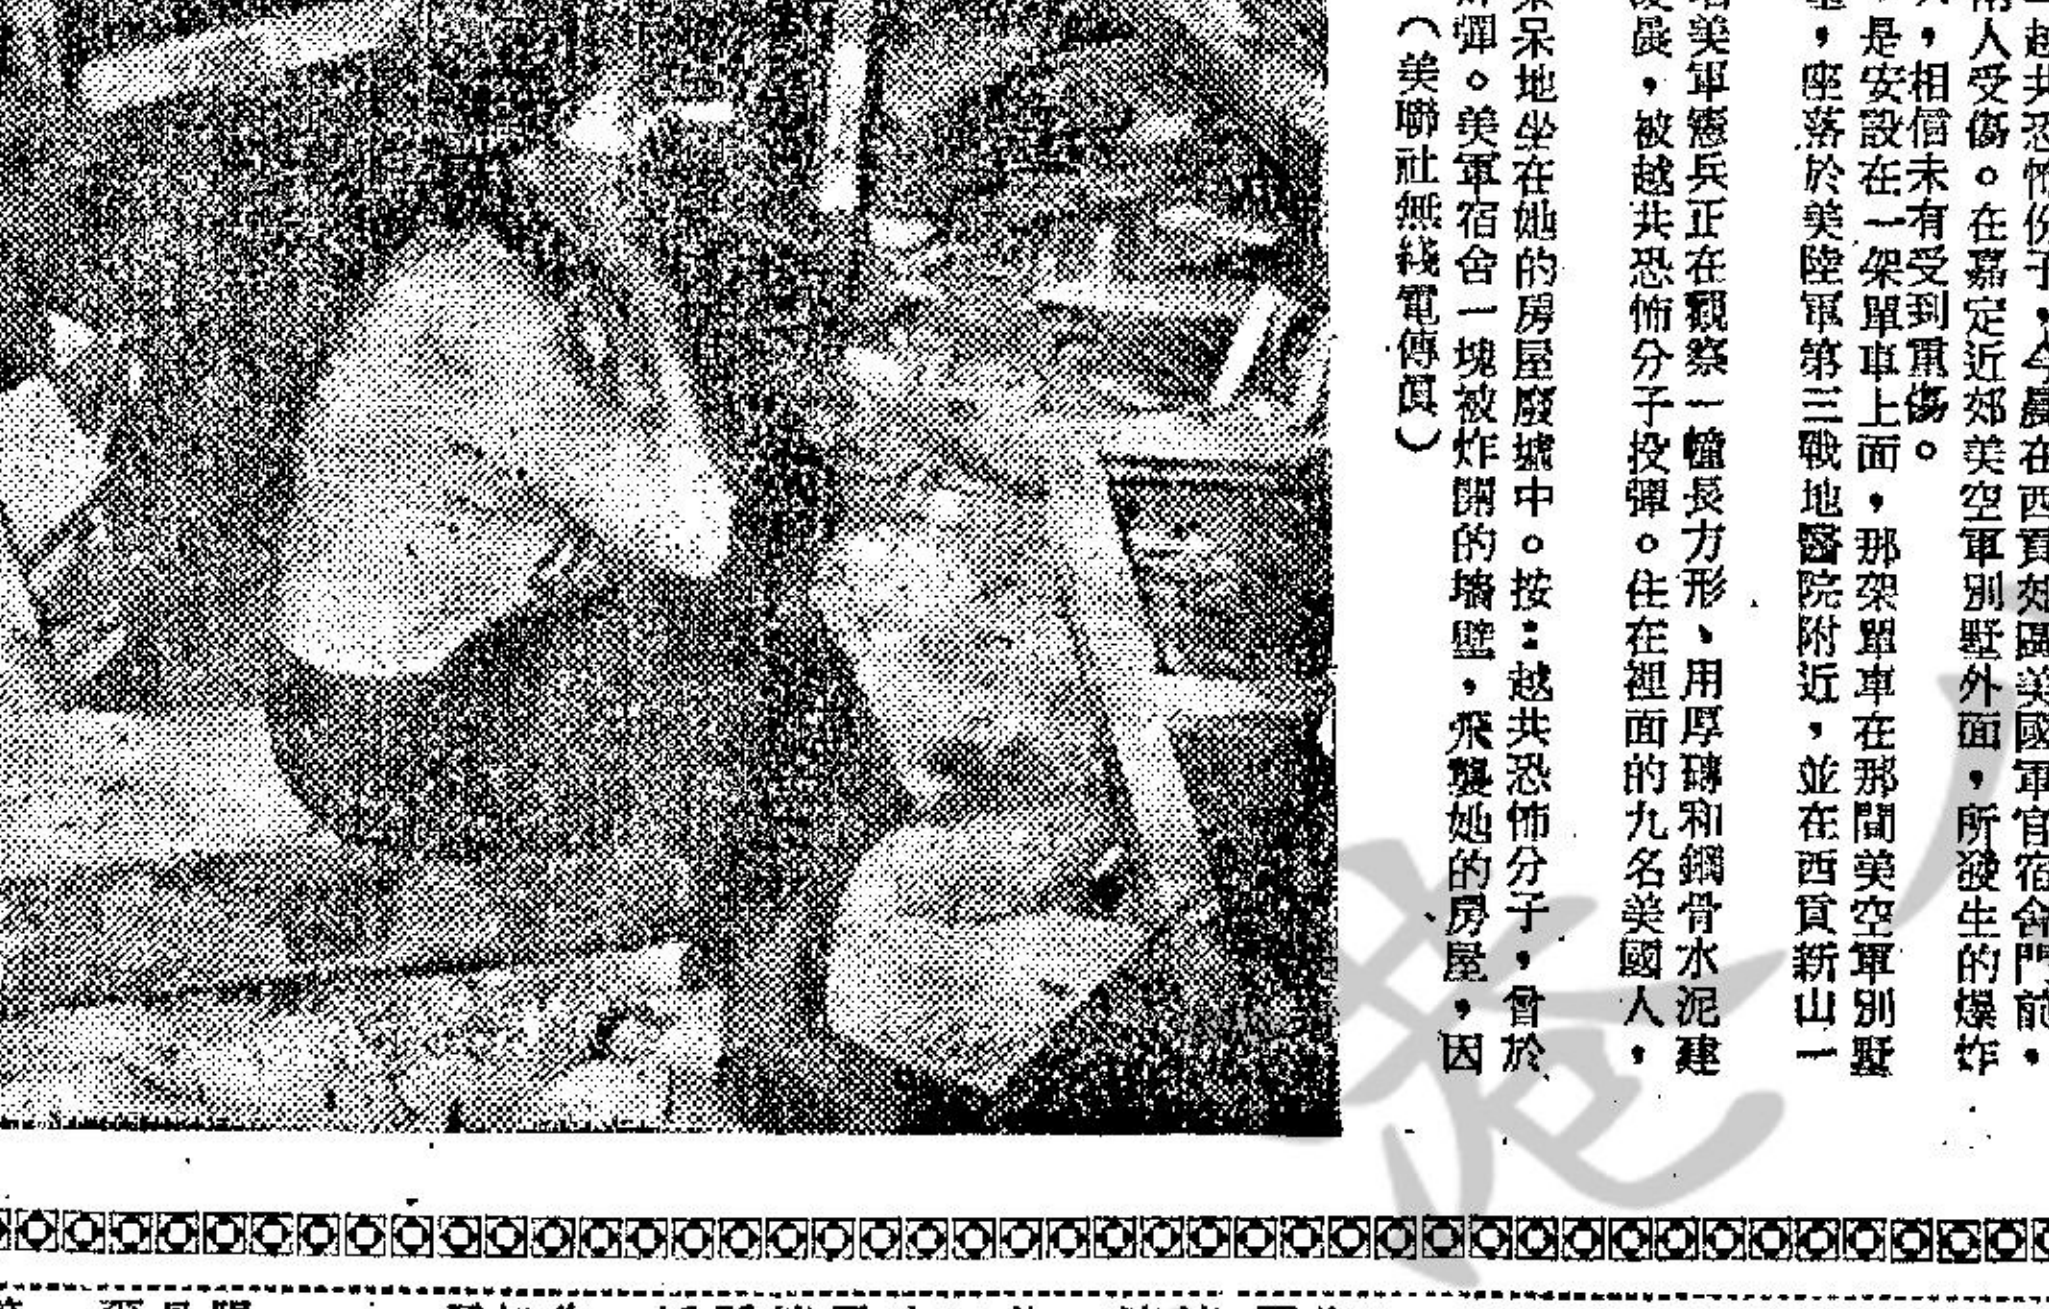 越共恐怖份子，今晨在西貢郊區美國軍官宿舍門前，
兩人受傷。在嘉定近郊美空軍別墅外面，所發生的爆炸
，相信未有受到重傷。
是安設在一架單車上面，那架單車在那間美空軍別墅
，座落於美陸軍第三戰地醫院附近，並在西貢新山一
美軍憲兵正在觀察一幢長方形、用厚磚和鋼骨水泥建
晨，被越共恐怖分子投彈。住在裡面的九名美國人，
呆地坐在她的房屋廢墟中。按：越共恐怖分子，曾於
彈。美軍宿舍一塊被炸開的墻壁，飛襲她的房屋，因
（美聯社無綫電傳眞）
港